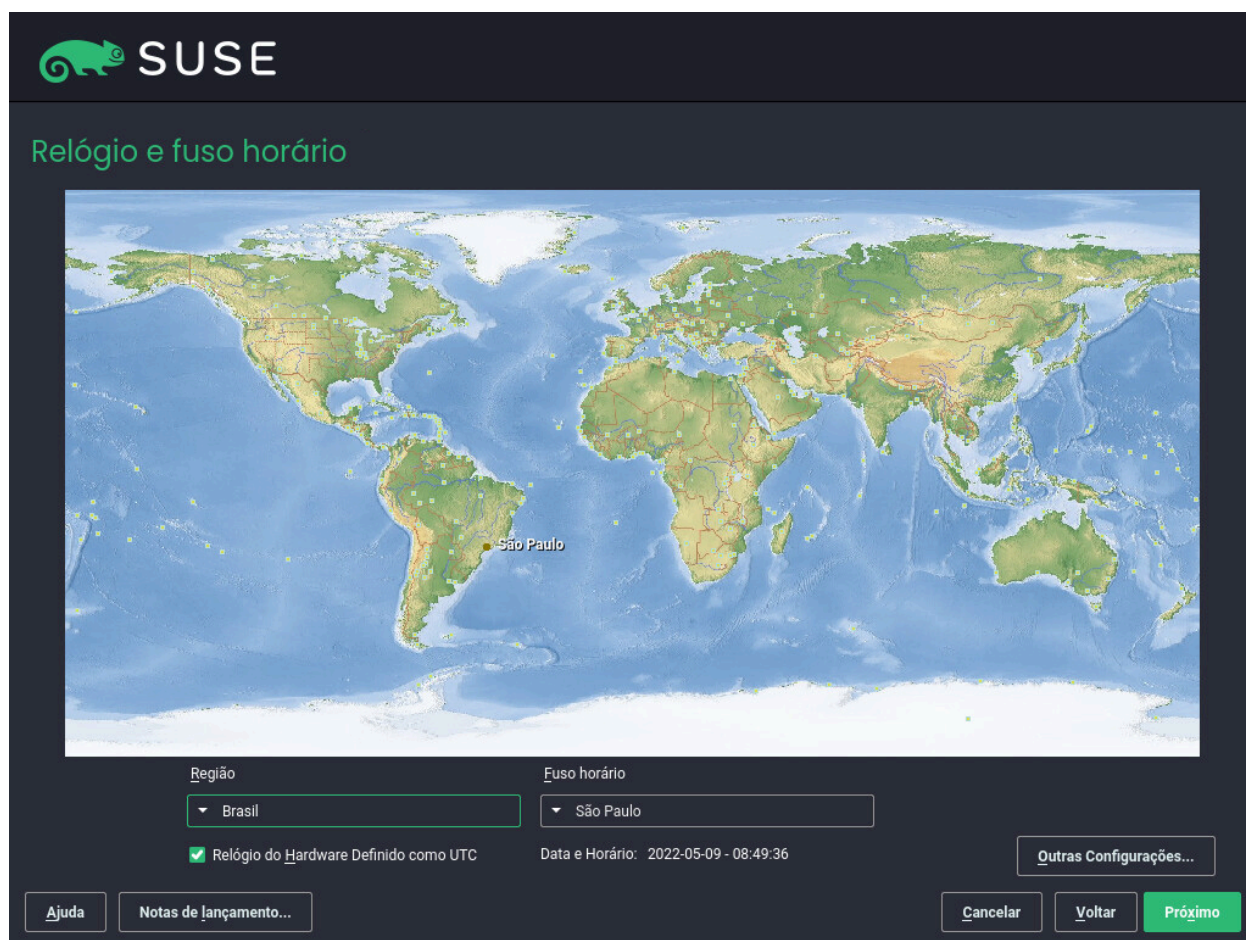 SUSE
Relógio e fuso horário
São Paulo
Região
Fuso horário
Brasil
São Paulo
Relógio do Hardware Definido como UTC
Data e Horário: 2022-05-09 - 08:49:36
Outras Configurações...
Ajuda
Notas de lançamento...
Cancelar
Voltar
Próximo